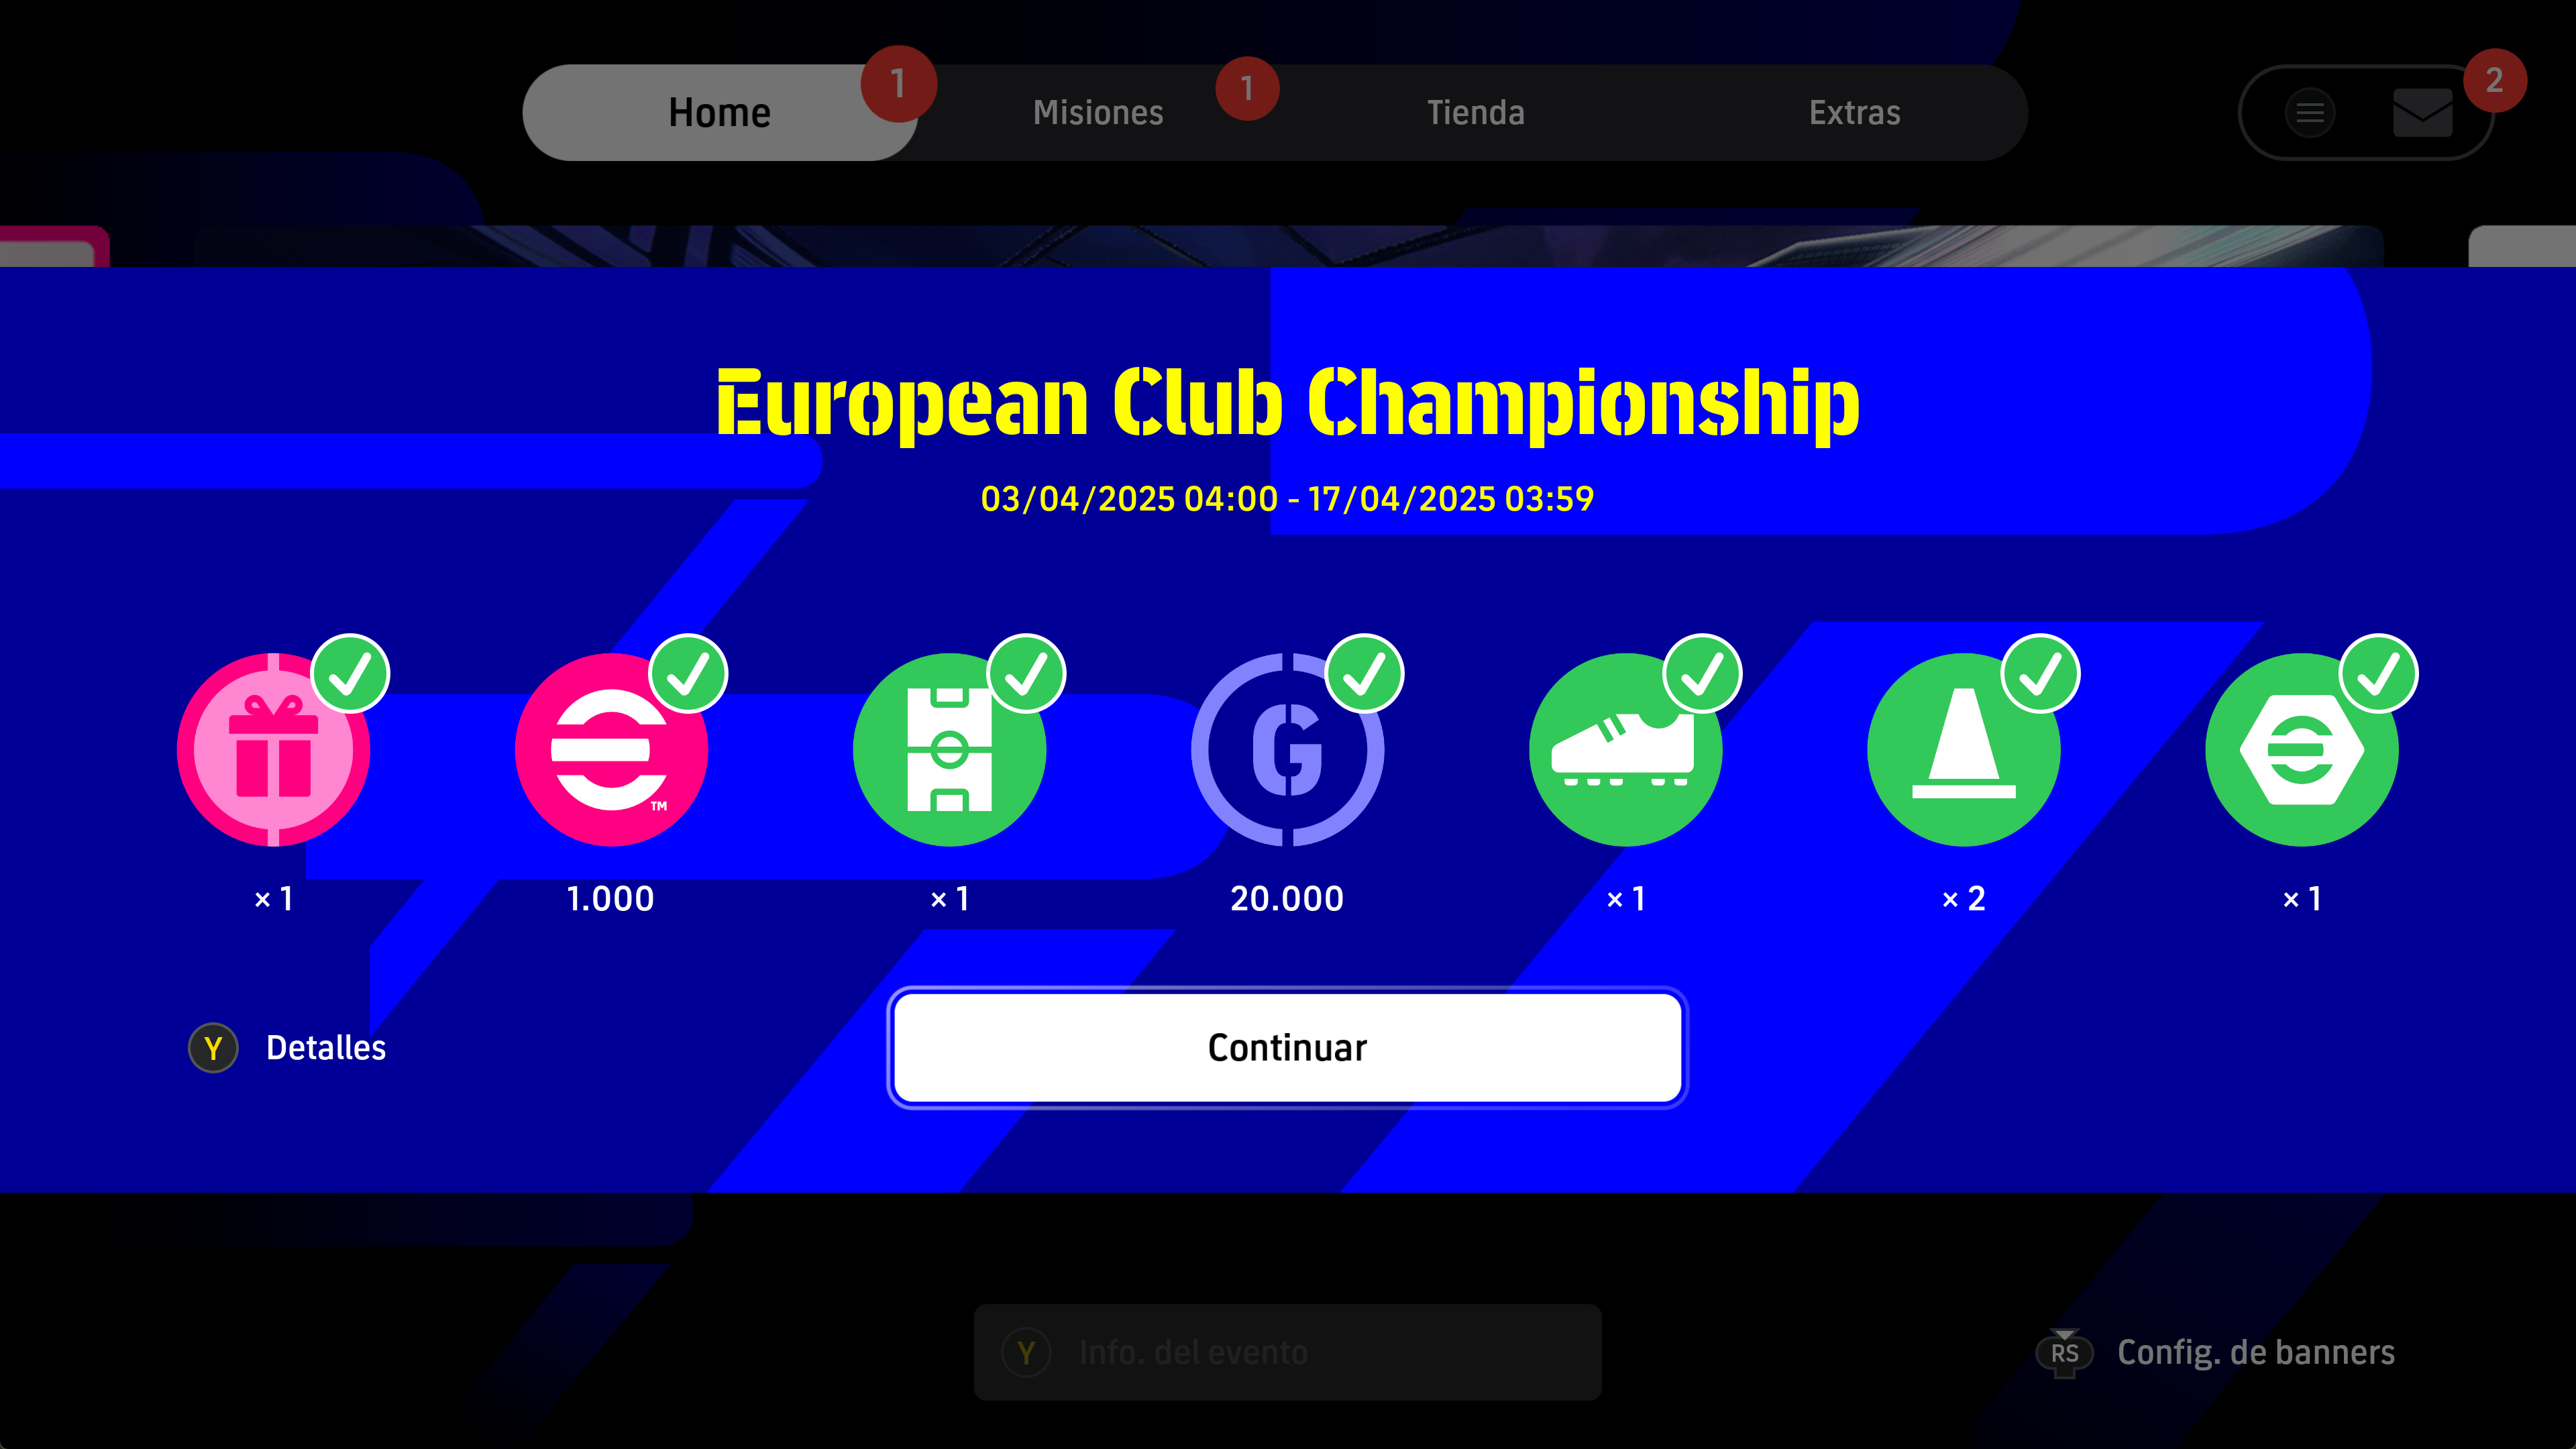 Home 1 Misiones 1 Tienda Extras 2
European Club Championship
03/04/2025 04:00 - 17/04/2025 03:59
G
TM
× 1 1.000 × 1 20.000 × 1 × 2 × 1
Y Detalles Continuar
Y Info. del evento RS Config. de banners